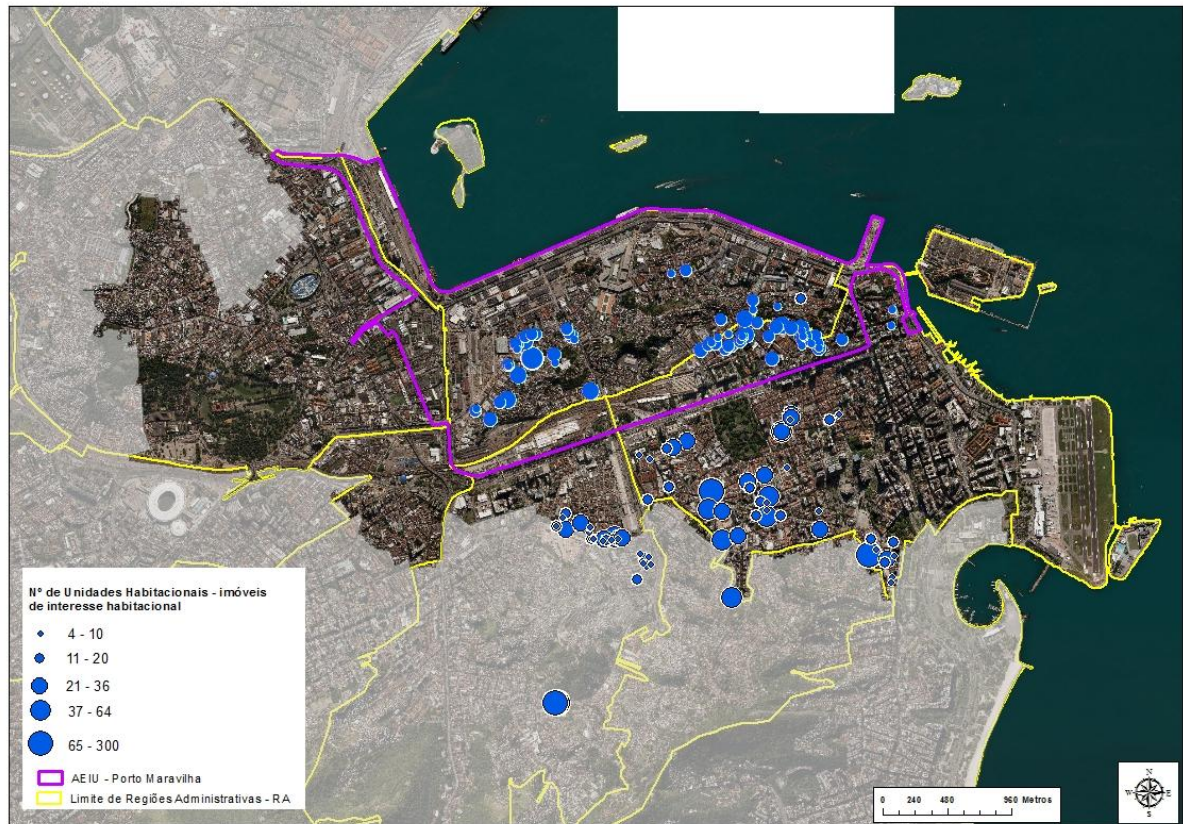 Nº de Unidades Habitacionais - imóveis
de interesse habitacional
4 - 10
11 - 20
21 - 36
37 - 64
65 - 300
AEIU - Porto Maravilha
Limite de Regiões Administrativas - RA
0 240 480 960 Metros
N
W E
S